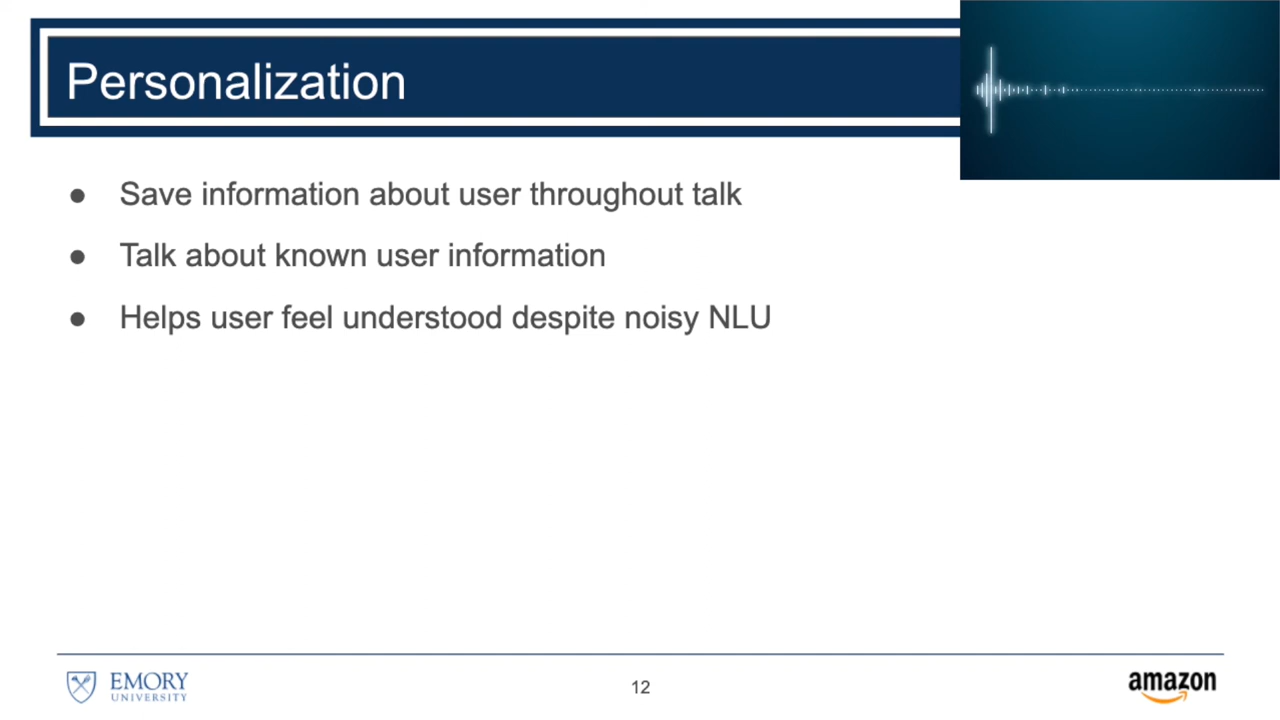 Personalization
● Save information about user throughout talk
● Talk about known user information
● Helps user feel understood despite noisy NLU
EMORY
UNIVERSITY
12
amazon